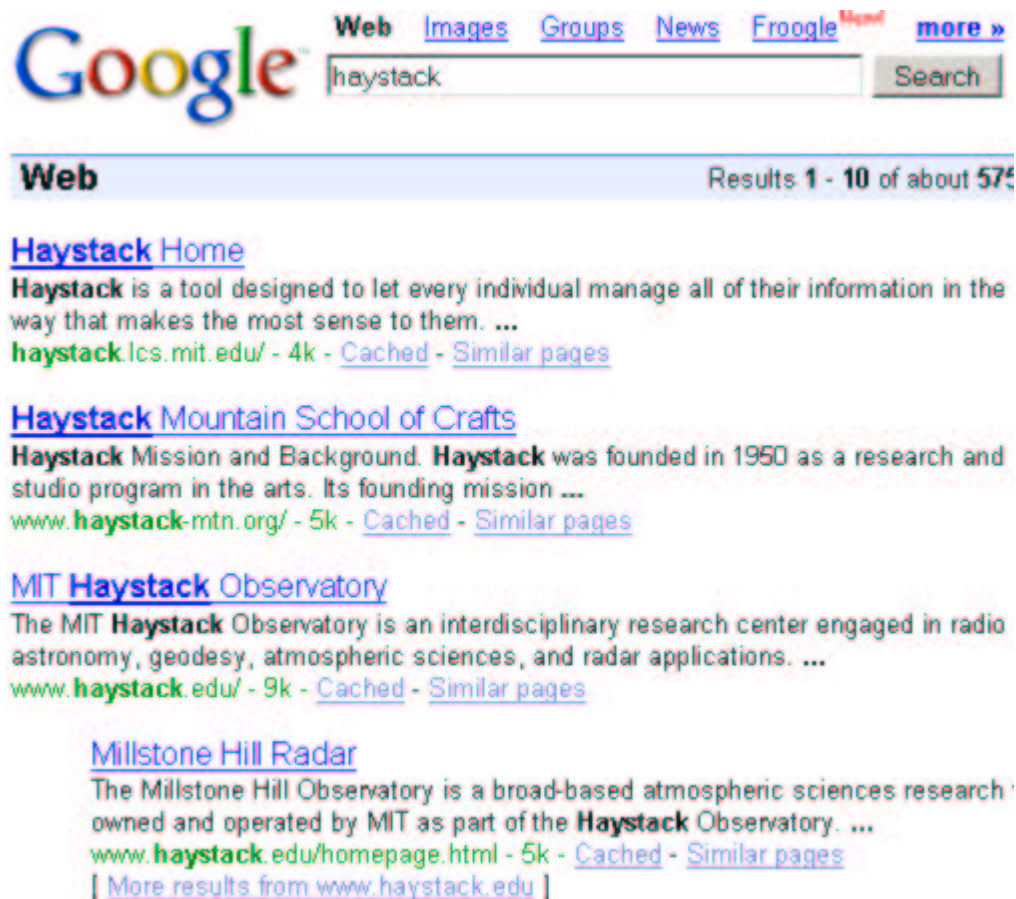 Google™ Web Images Groups News Froogle New! more »
haystack Search
Web Results 1 - 10 of about 575
Haystack Home
Haystack is a tool designed to let every individual manage all of their information in the
way that makes the most sense to them. ...
haystack.lcs.mit.edu/ - 4k - Cached - Similar pages
Haystack Mountain School of Crafts
Haystack Mission and Background. Haystack was founded in 1950 as a research and
studio program in the arts. Its founding mission ...
www.haystack-mtn.org/ - 5k - Cached - Similar pages
MIT Haystack Observatory
The MIT Haystack Observatory is an interdisciplinary research center engaged in radio
astronomy, geodesy, atmospheric sciences, and radar applications. ...
www.haystack.edu/ - 9k - Cached - Similar pages
Millstone Hill Radar
The Millstone Hill Observatory is a broad-based atmospheric sciences research
owned and operated by MIT as part of the Haystack Observatory. ...
www.haystack.edu/homepage.html - 5k - Cached - Similar pages
[ More results from www.haystack.edu ]